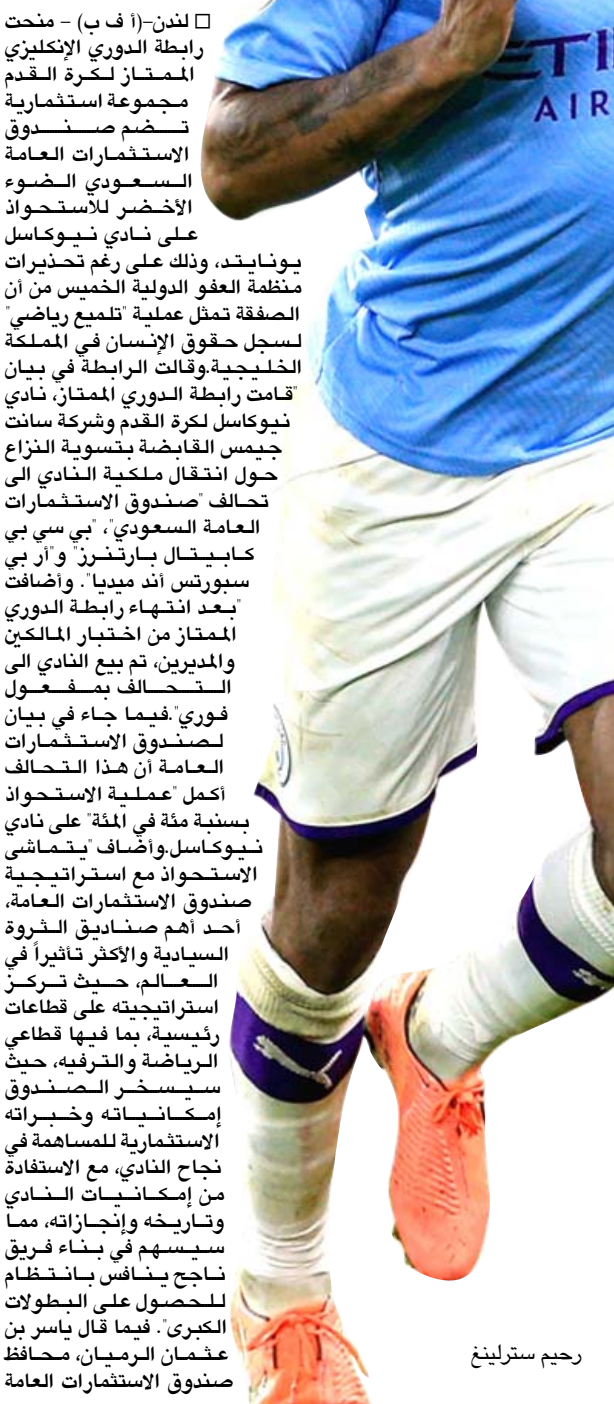 □ لندن-(أ ف ب) - منحت
رابطة الدوري الإنكليزي
الممتاز لكرة القدم
مجموعة استثمارية
تضم صندوق
الاستثمارات العامة
السعودي الضوء
الأخضر للاستحواذ
على نادي نيوكاسل
يونايتد، وذلك على رغم تحذيرات
منظمة العفو الدولية الخميس من أن
الصفقة تمثل عملية "تلميع رياضي"
لسجل حقوق الإنسان في المملكة
الخليجية.وقالت الرابطة في بيان
"قامت رابطة الدوري الممتاز، نادي
نيوكاسل لكرة القدم وشركة سانت
جيمس القابضة بتسوية النزاع
حول انتقال ملكية النادي الى
تحالف "صندوق الاستثمارات
العامة السعودي"، "بي سي بي
كابيتال بارتنرز" و"أر بي
سبورتس أند ميديا". وأضافت
"بعد انتهاء رابطة الدوري
الممتاز من اختبار المالكين
والمديرين، تم بيع النادي الى
التحالف بمفعول
فوري".فيما جاء في بيان
لصندوق الاستثمارات
العامة أن هذا التحالف
أكمل "عملية الاستحواذ
بسنبة مئة في المئة" على نادي
نيوكاسل.وأضاف "يتماشى
الاستحواذ مع استراتيجية
صندوق الاستثمارات العامة،
أحد أهم صناديق الثروة
السيادية والأكثر تأثيراً في
العالم، حيث تركز
استراتيجيته على قطاعات
رئيسية، بما فيها قطاعي
الرياضة والترفيه، حيث
سيسخر الصندوق
إمكانياته وخبراته
الاستثمارية للمساهمة في
نجاح النادي، مع الاستفادة
من إمكانيات النادي
وتاريخه وإنجازاته، مما
سيسهم في بناء فريق
ناجح ينافس بانتظام
للحصول على البطولات
الكبرى". فيما قال ياسر بن
عثمان الرميان، محافظ
صندوق الاستثمارات العامة
رحيم سترلينغ
ETI
AIR